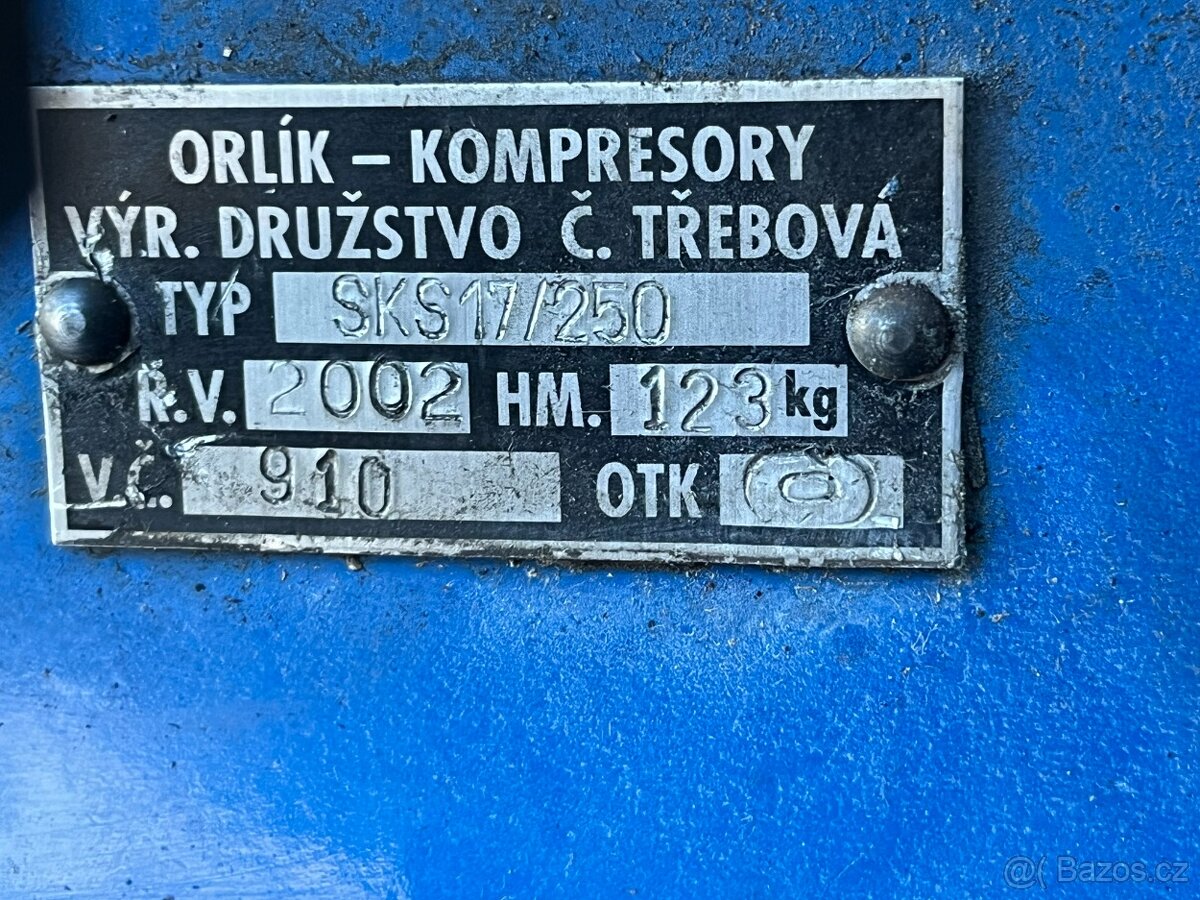 ORLÍK – KOMPRESORY
VÝR. DRUŽSTVO Č. TŘEBOVÁ
TYP SKS17/250
Ř.V. 2002 HM. 123 kg
V.Č. 910 OTK
@( Bazos.cz